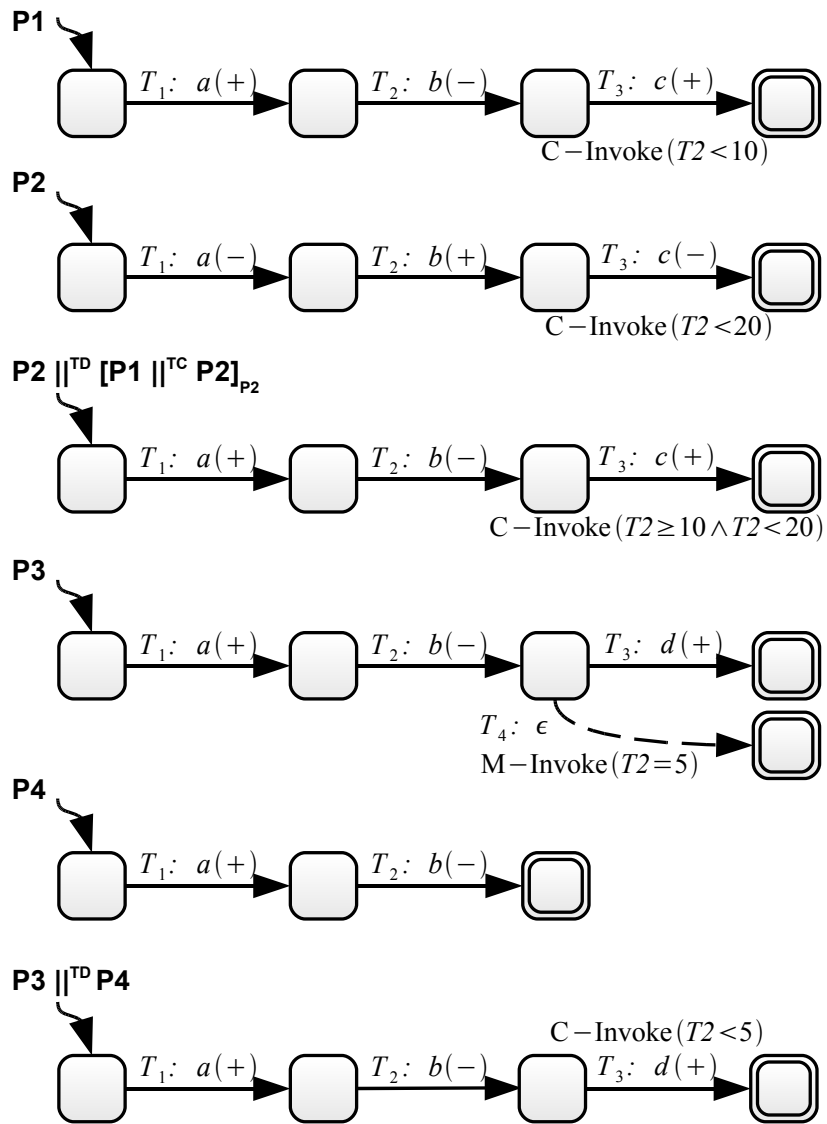 P1
T₁: a(+) T₂: b(−) T₃: c(+)
C−Invoke(T2<10)
P2
T₁: a(−) T₂: b(+) T₃: c(−)
C−Invoke(T2<20)
P2 ||ᵀᴰ [P1 ||ᵀᶜ P2]P2
T₁: a(+) T₂: b(−) T₃: c(+)
C−Invoke(T2≥10∧T2<20)
P3
T₁: a(+) T₂: b(−) T₃: d(+)
T₄: ϵ
M−Invoke(T2=5)
P4
T₁: a(+) T₂: b(−)
P3 ||ᵀᴰ P4
C−Invoke(T2<5)
T₁: a(+) T₂: b(−) T₃: d(+)